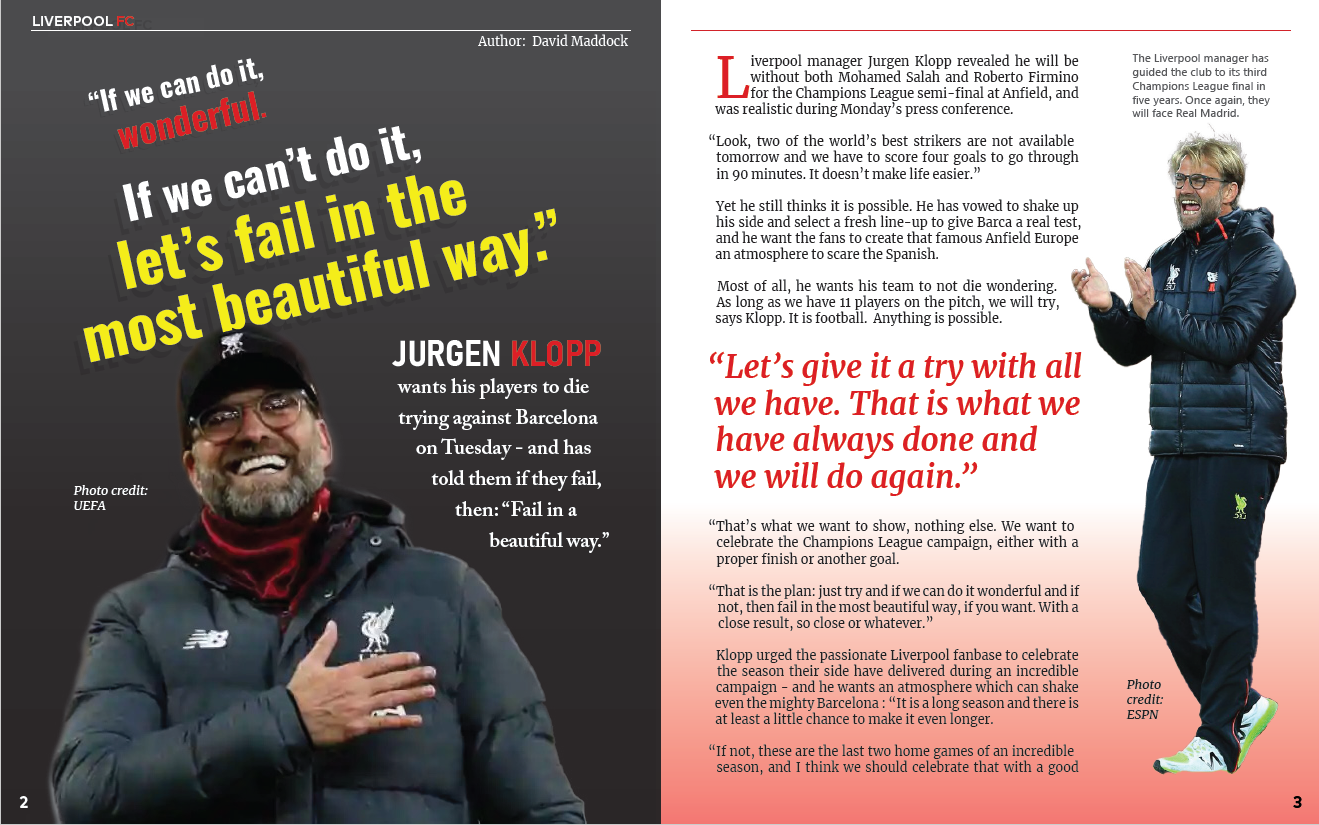 LIVERPOOL FC
Author: David Maddock
“If we can do it,
wonderful.
If we can’t do it,
let’s fail in the
most beautiful way.”
JURGEN KLOPP
wants his players to die
trying against Barcelona
on Tuesday - and has
told them if they fail,
then: “Fail in a
beautiful way.”
Photo credit:
UEFA
NB
2
Liverpool manager Jurgen Klopp revealed he will be
without both Mohamed Salah and Roberto Firmino
for the Champions League semi-final at Anfield, and
was realistic during Monday’s press conference.
“Look, two of the world’s best strikers are not available
tomorrow and we have to score four goals to go through
in 90 minutes. It doesn’t make life easier.”
Yet he still thinks it is possible. He has vowed to shake up
his side and select a fresh line-up to give Barca a real test,
and he want the fans to create that famous Anfield Europe
an atmosphere to scare the Spanish.
Most of all, he wants his team to not die wondering.
As long as we have 11 players on the pitch, we will try,
says Klopp. It is football. Anything is possible.
“Let’s give it a try with all
we have. That is what we
have always done and
we will do again.”
“That’s what we want to show, nothing else. We want to
celebrate the Champions League campaign, either with a
proper finish or another goal.
“That is the plan: just try and if we can do it wonderful and if
not, then fail in the most beautiful way, if you want. With a
close result, so close or whatever.”
Klopp urged the passionate Liverpool fanbase to celebrate
the season their side have delivered during an incredible
campaign - and he wants an atmosphere which can shake
even the mighty Barcelona : “It is a long season and there is
at least a little chance to make it even longer.
“If not, these are the last two home games of an incredible
season, and I think we should celebrate that with a good
The Liverpool manager has
guided the club to its third
Champions League final in
five years. Once again, they
will face Real Madrid.
Photo
credit:
ESPN
3